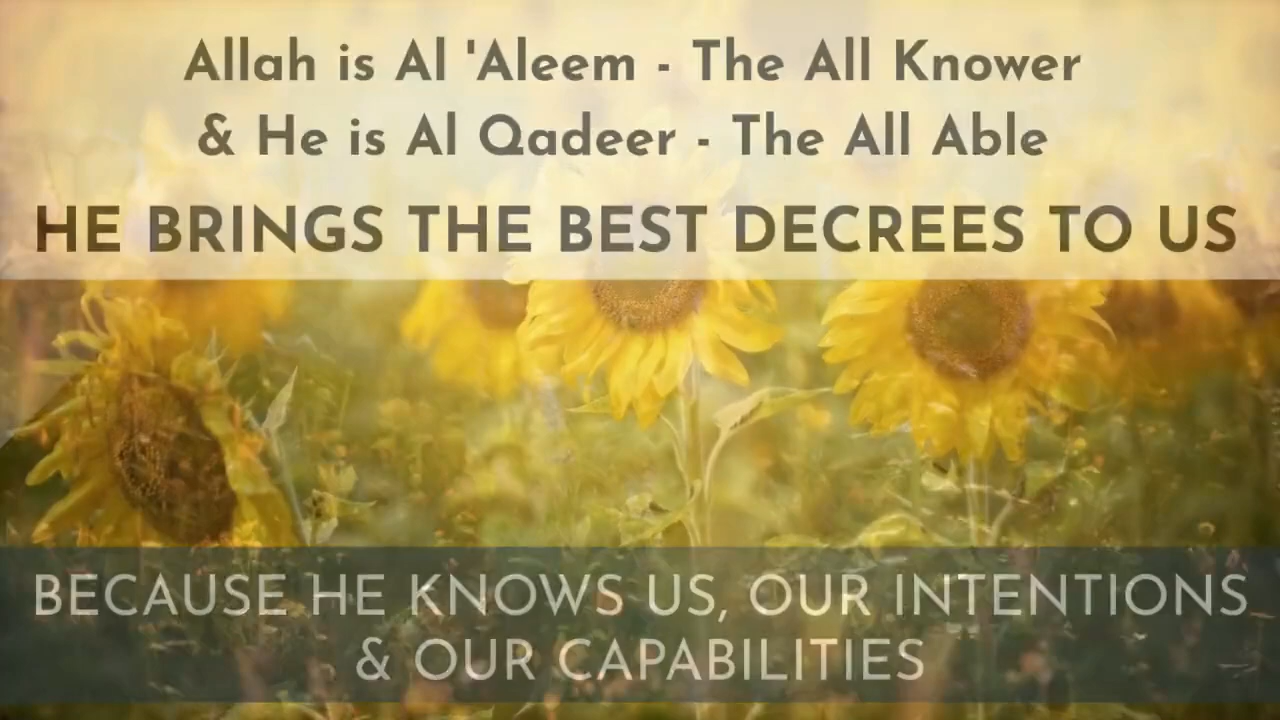 Allah is Al 'Aleem - The All Knower
& He is Al Qadeer - The All Able
HE BRINGS THE BEST DECREES TO US
BECAUSE HE KNOWS US, OUR INTENTIONS
& OUR CAPABILITIES